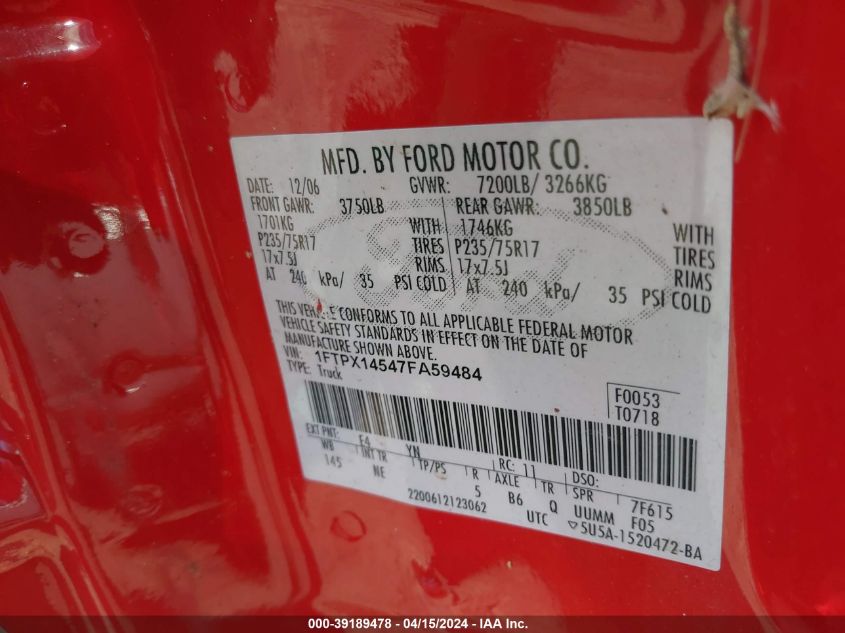 MFD. BY FORD MOTOR CO.
DATE: 12/06 GVWR: 7200LB/ 3266KG
FRONT GAWR: 3750LB REAR GAWR: 3850LB
1701KG WITH 1746KG WITH
P235/75R17 TIRES P235/75R17 TIRES
17x7.5J RIMS 17x7.5J RIMS
AT 240 kPa/ 35 PSI COLD AT 240 kPa/ 35 PSI COLD
THIS VEHICLE CONFORMS TO ALL APPLICABLE FEDERAL MOTOR
VEHICLE SAFETY STANDARDS IN EFFECT ON THE DATE OF
MANUFACTURE SHOWN ABOVE.
VIN: 1FTPX14547FA59484
TYPE: Truck
F0053
T0718
EXT PNT: E4 YN RC: 11 DSO:
WB INT TR TP/PS R AXLE TR SPR 7F615
145 NE 5 B6 Q UUMM F05
2200612123062 UTC ▽5U5A-1520472-BA
Ford
000-39189478 - 04/15/2024 - IAA Inc.